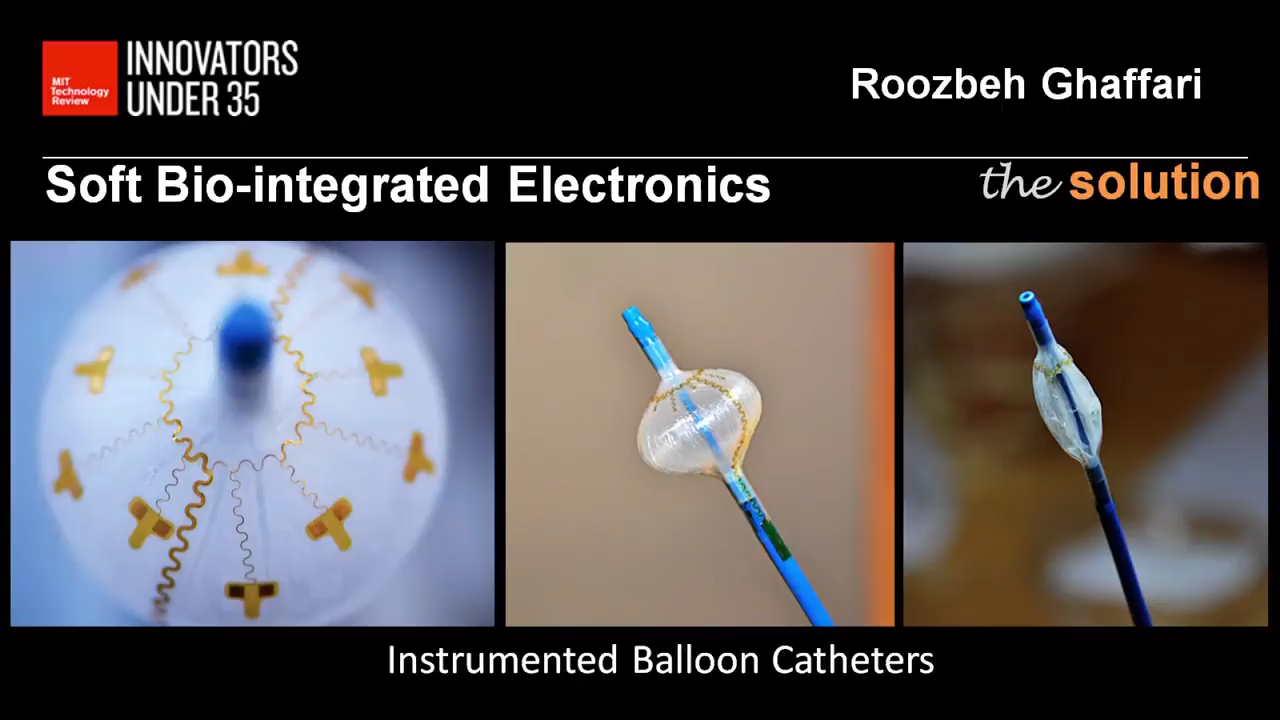 MIT
Technology
Review
INNOVATORS
UNDER 35
Roozbeh Ghaffari
Soft Bio-integrated Electronics
the solution
Instrumented Balloon Catheters